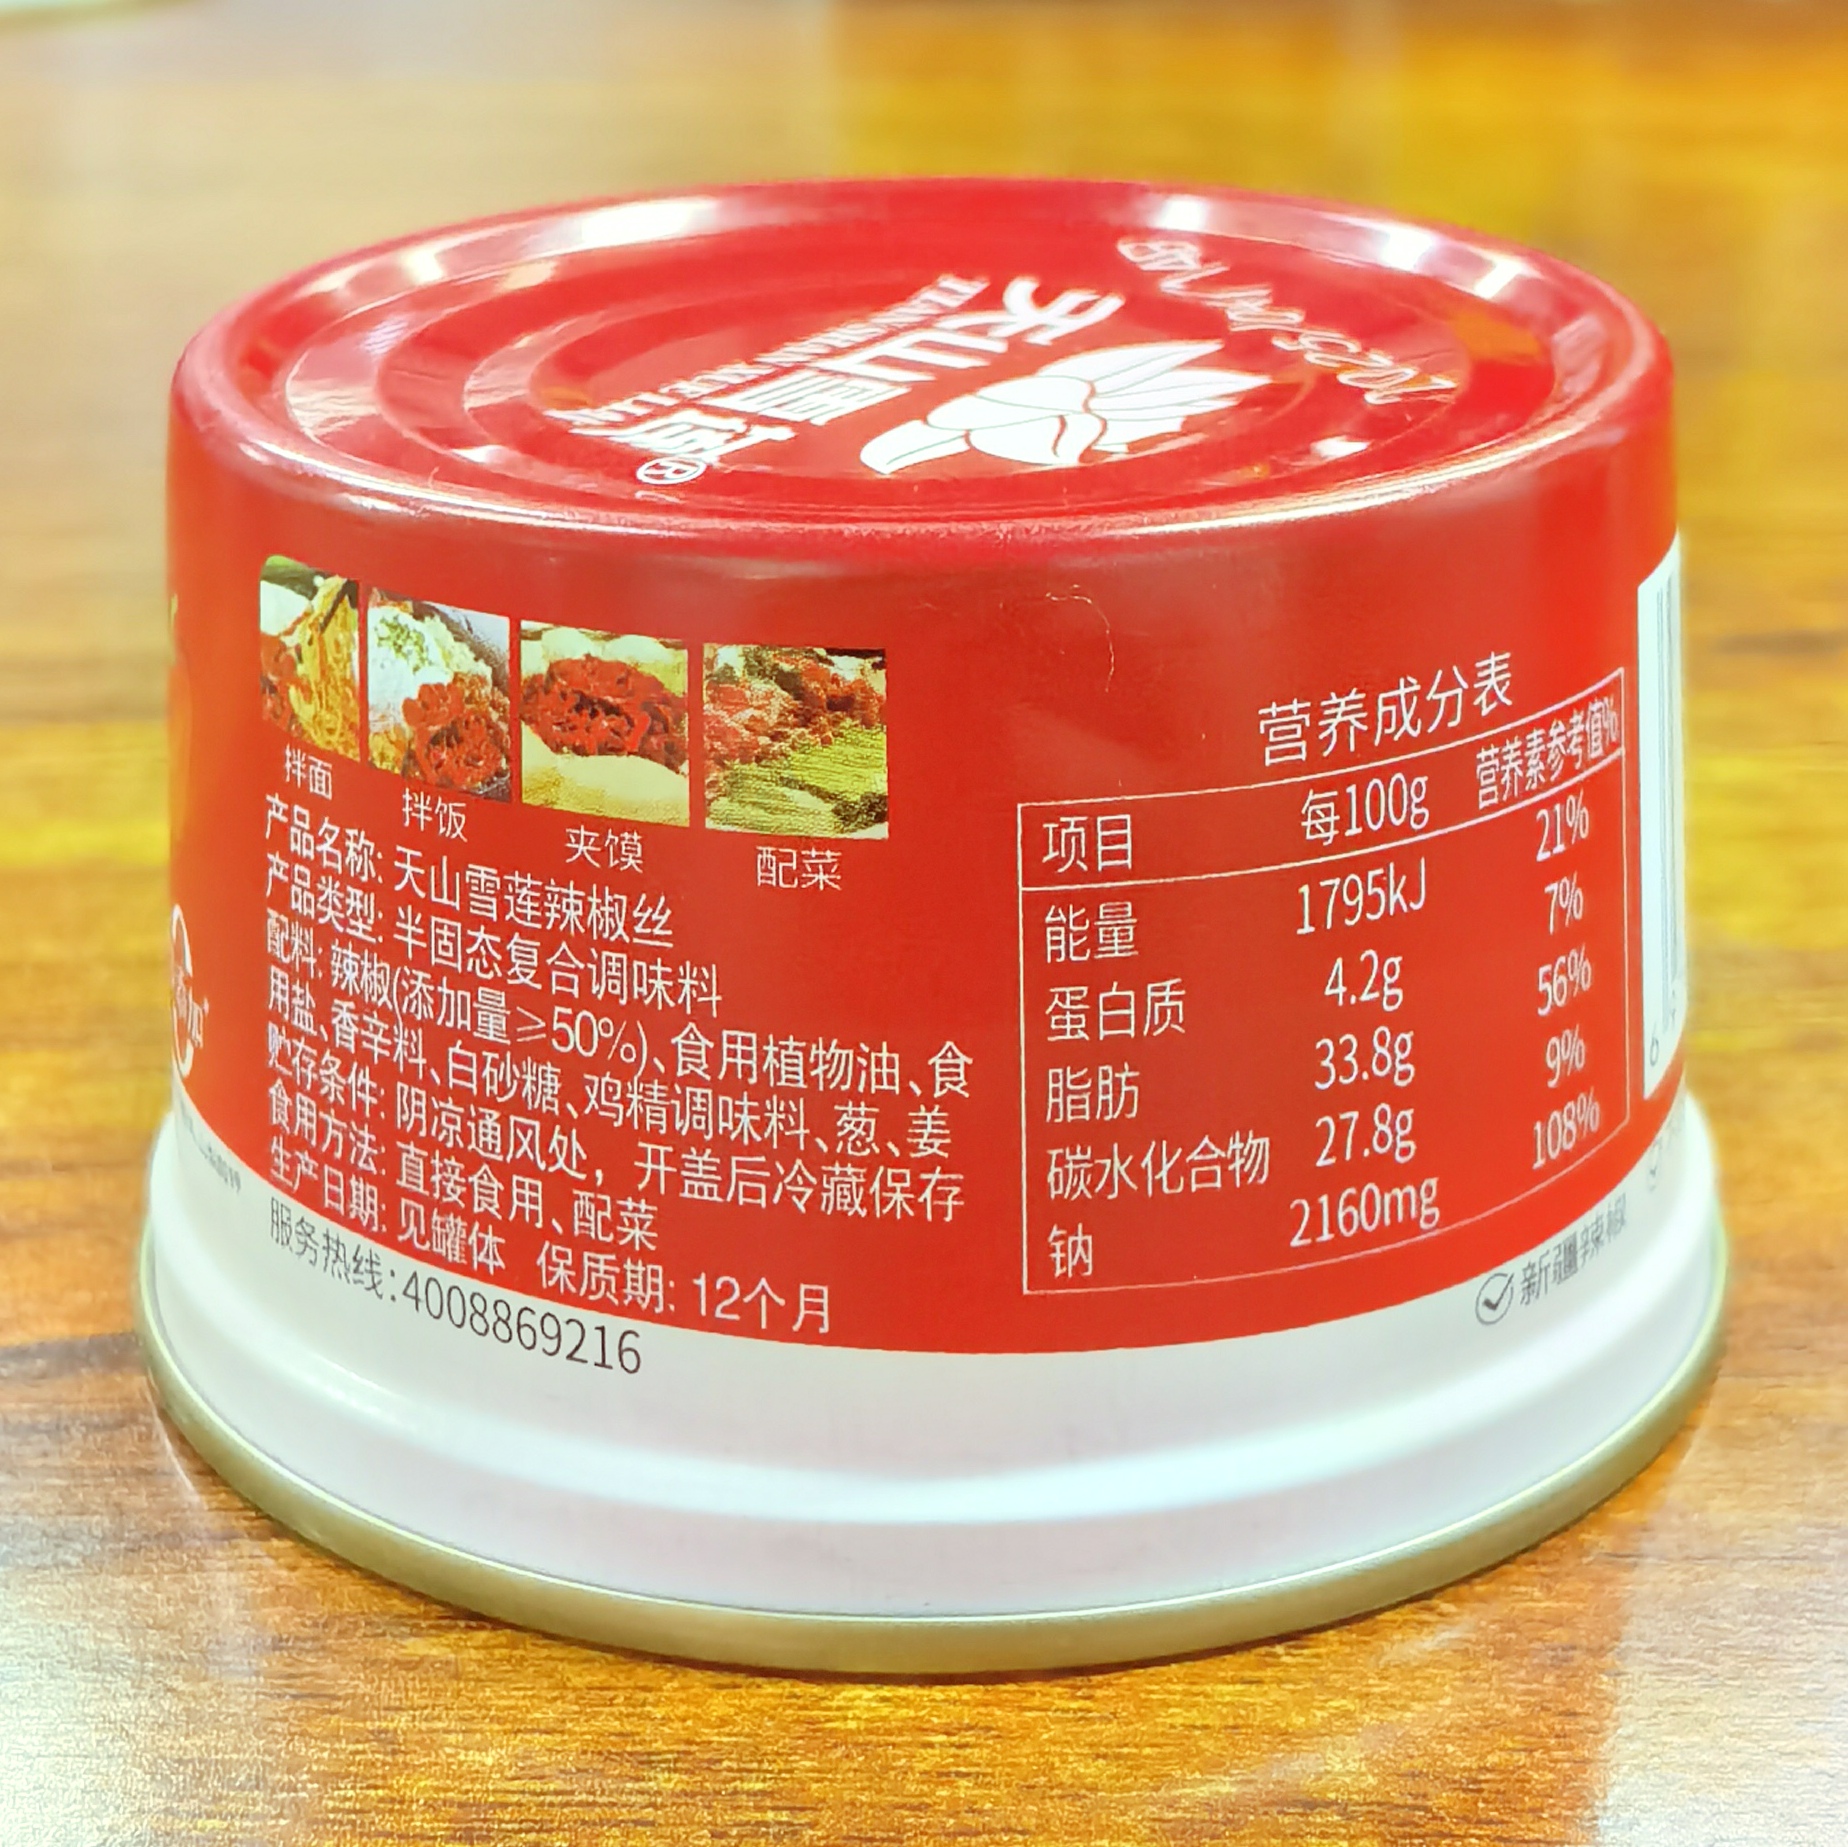 天山雪莲®
TIANSHAN XUE LIAN
拌面
拌饭
夹馍
配菜
产品名称: 天山雪莲辣椒丝
产品类型: 半固态复合调味料
配料: 辣椒(添加量≥50%)、食用植物油、食
用盐、香辛料、白砂糖、鸡精调味料、葱、姜
贮存条件: 阴凉通风处, 开盖后冷藏保存
食用方法: 直接食用、配菜
生产日期: 见罐体 保质期: 12个月
服务热线:4008869216
营养成分表
项目 每100g 营养素参考值%
能量 1795kJ 21%
蛋白质 4.2g 7%
脂肪 33.8g 56%
碳水化合物 27.8g 9%
钠 2160mg 108%
新疆辣椒
6